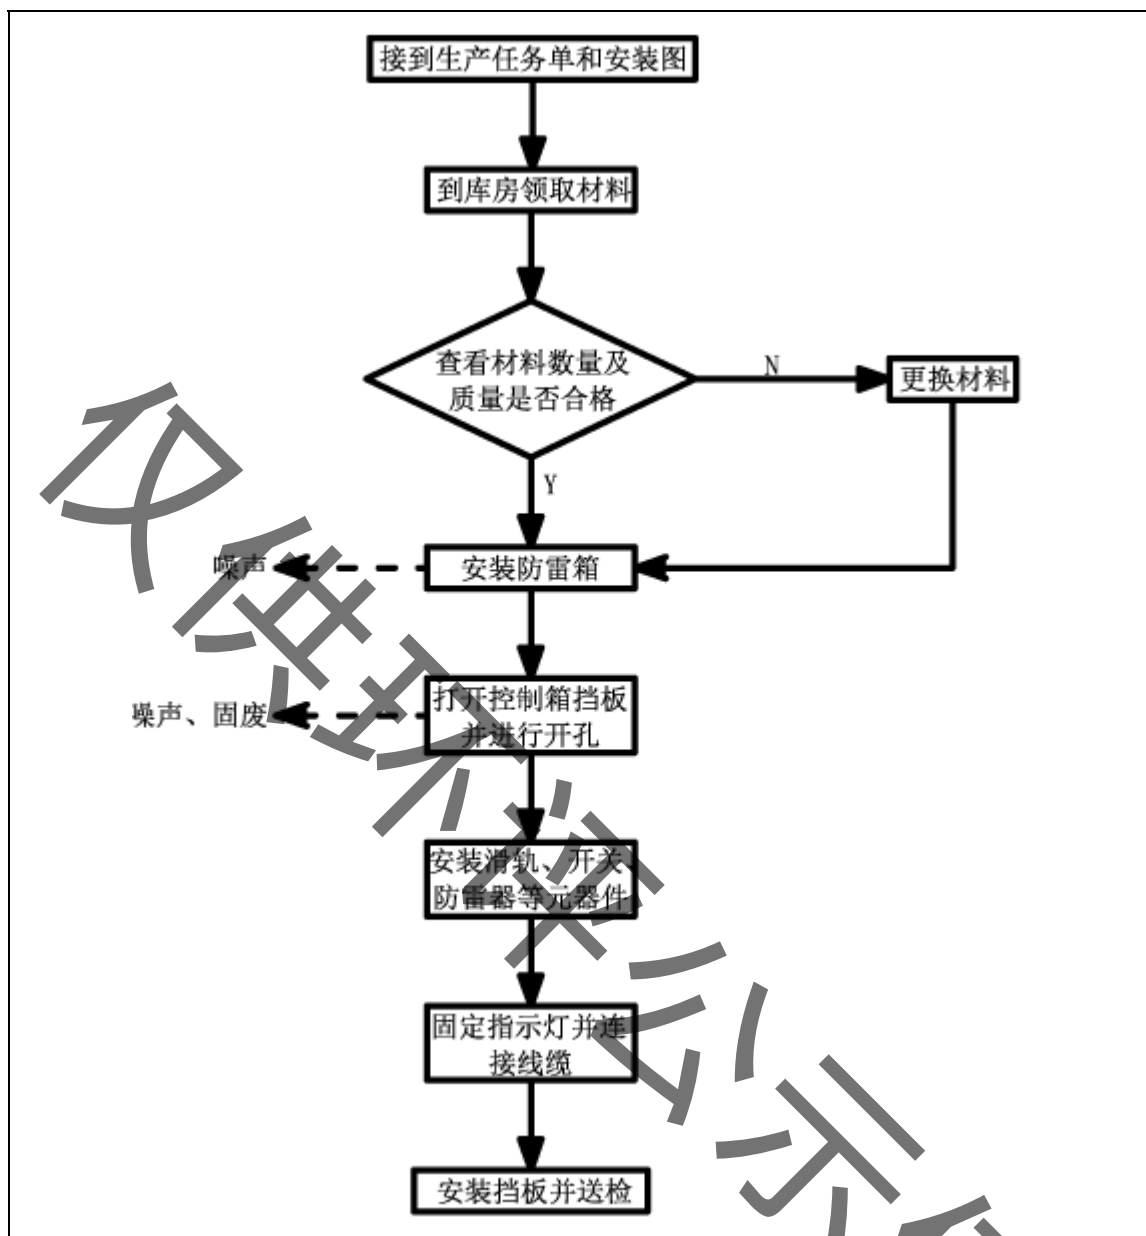 接到生产任务单和安装图
到库房领取材料
查看材料数量及
质量是否合格
N
更换材料
Y
噪声
安装防雷箱
打开控制箱挡板
并进行开孔
噪声、固废
安装滑轨、开关、
防雷器等元器件
固定指示灯并连
接线缆
安装挡板并送检
仅供环评公示使